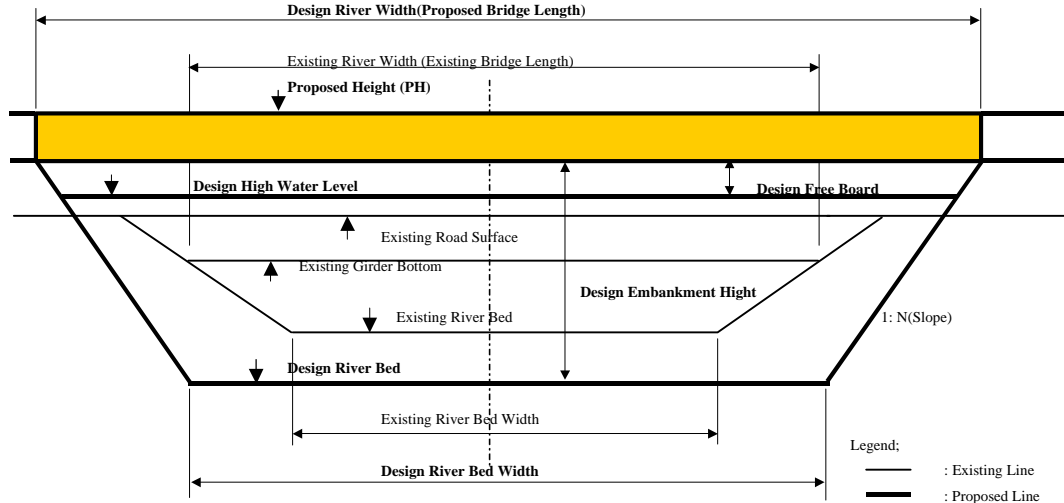 Design River Width(Proposed Bridge Length)
Existing River Width (Existing Bridge Length)
Proposed Height (PH)
Design High Water Level
Design Free Board
Existing Road Surface
Existing Girder Bottom
Design Embankment Hight
Existing River Bed
1: N(Slope)
Design River Bed
Existing River Bed Width
Legend;
Design River Bed Width
: Existing Line
: Proposed Line